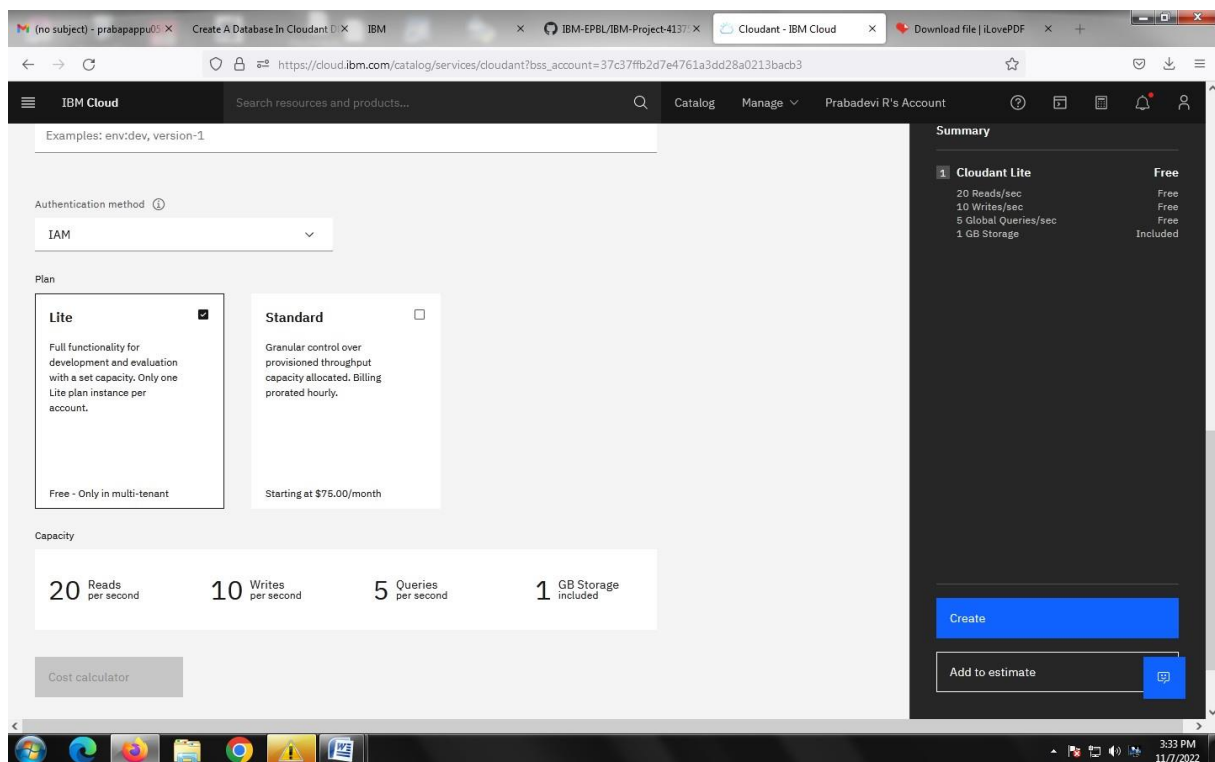 (no subject) - prabapappu05
Create A Database In Cloudant D
IBM
IBM-EPBL/IBM-Project-4137
Cloudant - IBM Cloud
Download file | iLovePDF
https://cloud.ibm.com/catalog/services/cloudant?bss_account=37c37ffb2d7e4761a3dd28a0213bacb3
IBM Cloud
Search resources and products...
Catalog
Manage
Prabadevi R's Account
Examples: env:dev, version-1
Authentication method
IAM
Plan
Lite
Full functionality for
development and evaluation
with a set capacity. Only one
Lite plan instance per
account.
Free - Only in multi-tenant
Standard
Granular control over
provisioned throughput
capacity allocated. Billing
prorated hourly.
Starting at $75.00/month
Capacity
20 Reads
per second
10 Writes
per second
5 Queries
per second
1 GB Storage
included
Cost calculator
Summary
1 Cloudant Lite Free
20 Reads/sec Free
10 Writes/sec Free
5 Global Queries/sec Free
1 GB Storage Included
Create
Add to estimate
3:33 PM
11/7/2022